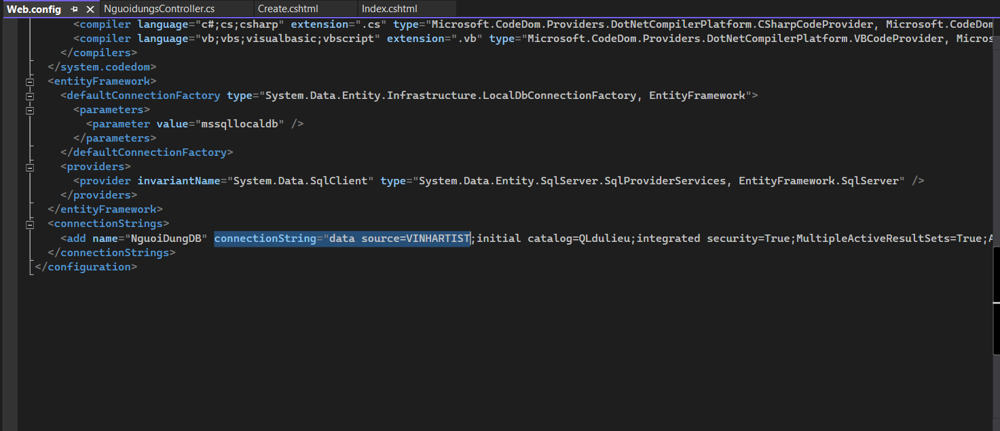 Web.config NguoidungsController.cs Create.cshtml Index.cshtml
<compiler language="c#;cs;csharp" extension=".cs" type="Microsoft.CodeDom.Providers.DotNetCompilerPlatform.CSharpCodeProvider, Microsoft.CodeDom
<compiler language="vb;vbs;visualbasic;vbscript" extension=".vb" type="Microsoft.CodeDom.Providers.DotNetCompilerPlatform.VBCodeProvider, Micros
</compilers>
</system.codedom>
<entityFramework>
<defaultConnectionFactory type="System.Data.Entity.Infrastructure.LocalDbConnectionFactory, EntityFramework">
<parameters>
<parameter value="mssqllocaldb" />
</parameters>
</defaultConnectionFactory>
<providers>
<provider invariantName="System.Data.SqlClient" type="System.Data.Entity.SqlServer.SqlProviderServices, EntityFramework.SqlServer" />
</providers>
</entityFramework>
<connectionStrings>
<add name="NguoiDungDB" connectionString="data source=VINHARTIST;initial catalog=QLdulieu;integrated security=True;MultipleActiveResultSets=True;A
</connectionStrings>
</configuration>